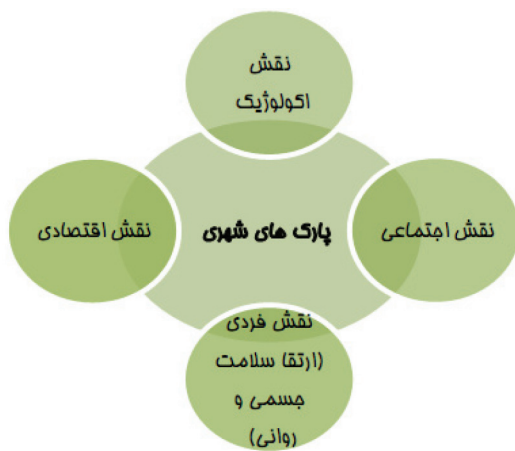 نقش
اکولوژیک
پارک های شهری
نقش اجتماعی
نقش اقتصادی
نقش فردی
(ارتقا سلامت
جسمی و
روانی)